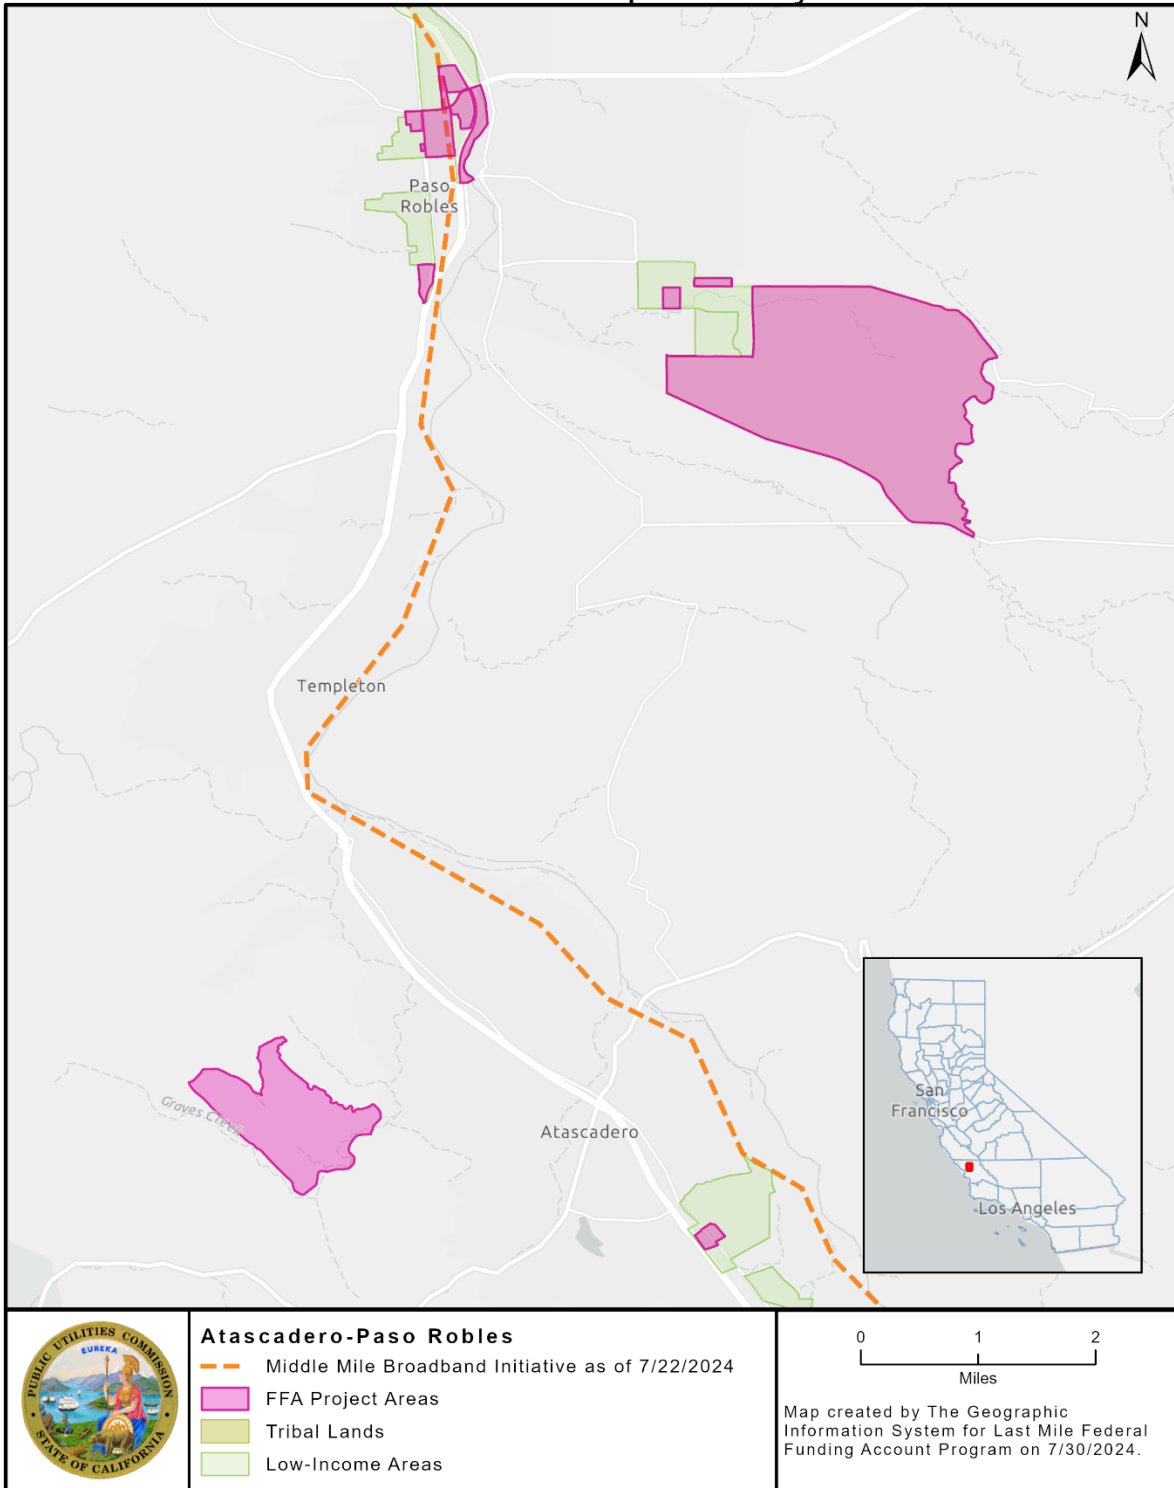 N
Paso
Robles
Templeton
Graves Creek
Atascadero
San
Francisco
Los Angeles
PUBLIC UTILITIES COMMISSION
EUREKA
STATE OF CALIFORNIA
Atascadero-Paso Robles
Middle Mile Broadband Initiative as of 7/22/2024
FFA Project Areas
Tribal Lands
Low-Income Areas
0 1 2
Miles
Map created by The Geographic
Information System for Last Mile Federal
Funding Account Program on 7/30/2024.